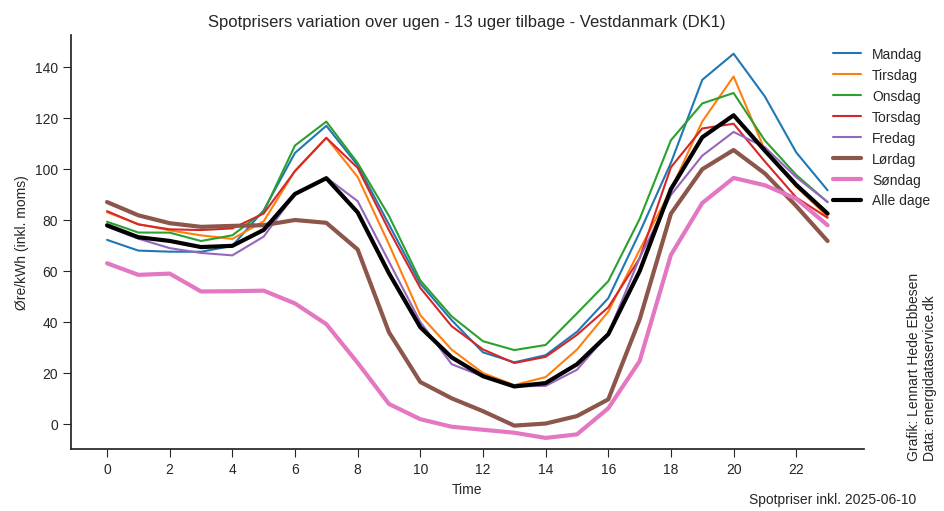 Spotprisers variation over ugen - 13 uger tilbage - Vestdanmark (DK1)
Øre/kWh (inkl. moms)
140
120
100
80
60
40
20
0
0 2 4 6 8 10 12 14 16 18 20 22
Time
Mandag
Tirsdag
Onsdag
Torsdag
Fredag
Lørdag
Søndag
Alle dage
Grafik: Lennart Hede Ebbesen
Data: energidataservice.dk
Spotpriser inkl. 2025-06-10